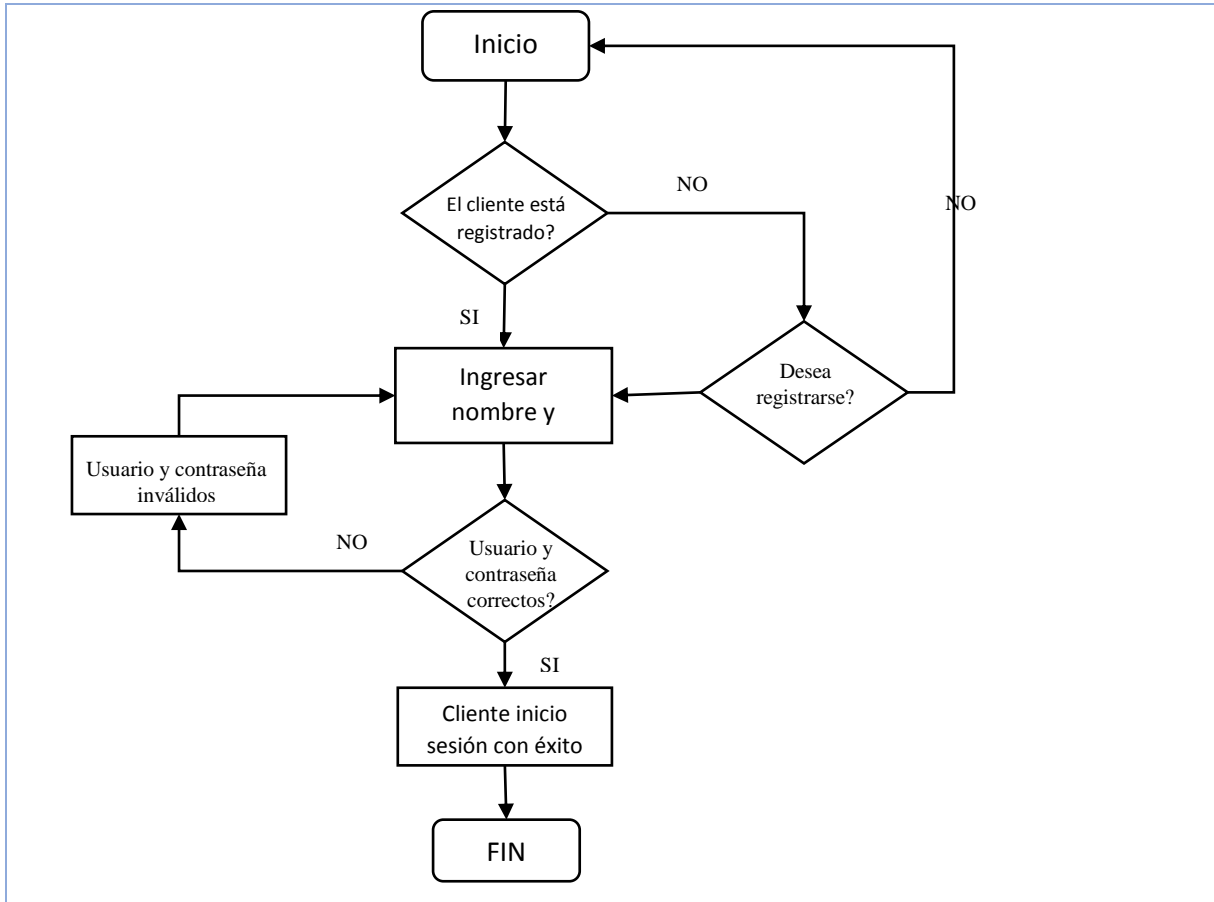 Inicio
El cliente está
registrado?
NO
NO
SI
Ingresar
nombre y
Desea
registrarse?
Usuario y contraseña
inválidos
NO
Usuario y
contraseña
correctos?
SI
Cliente inicio
sesión con éxito
FIN